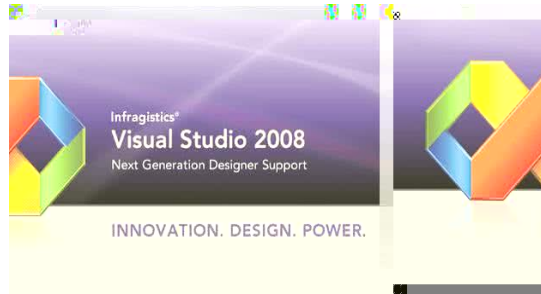 Infragistics®
Visual Studio 2008
Next Generation Designer Support
INNOVATION. DESIGN. POWER.